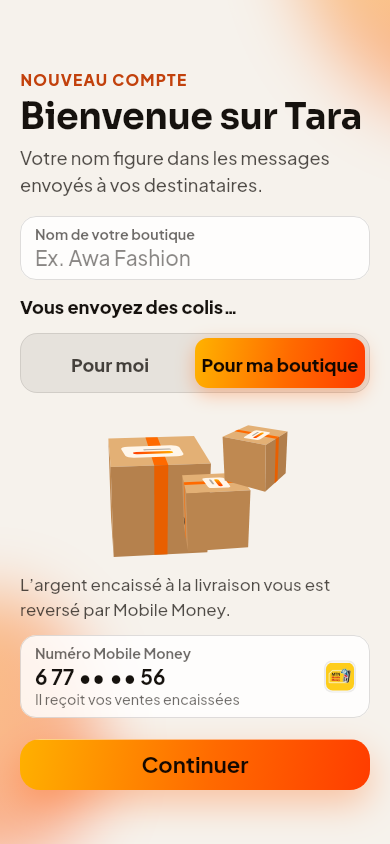 NOUVEAU COMPTE
Bienvenue sur Tara
Votre nom figure dans les messages
envoyés à vos destinataires.
Nom de votre boutique
Ex. Awa Fashion
Vous envoyez des colis…
Pour moi
Pour ma boutique
L’argent encaissé à la livraison vous est
reversé par Mobile Money.
Numéro Mobile Money
6 77 •• •• 56
Il reçoit vos ventes encaissées
Continuer